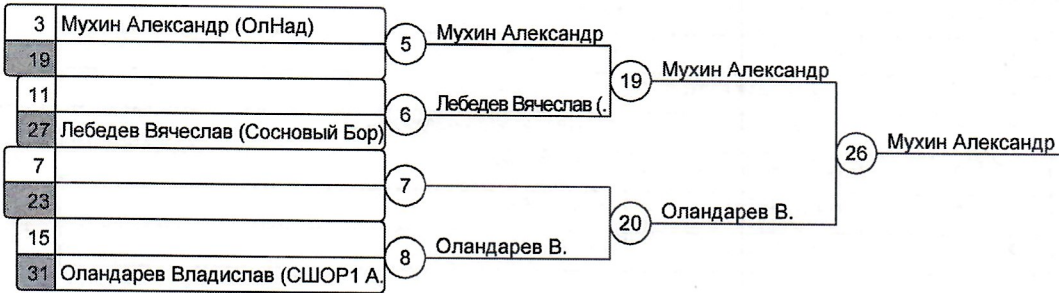 3 Мухин Александр (ОлНад)
19
11
27 Лебедев Вячеслав (Сосновый Бор)
7
23
15
31 Оландарев Владислав (СШОР1 А.
5 Мухин Александр
6 Лебедев Вячеслав (.
7
8 Оландарев В.
19 Мухин Александр
20 Оландарев В.
26 Мухин Александр